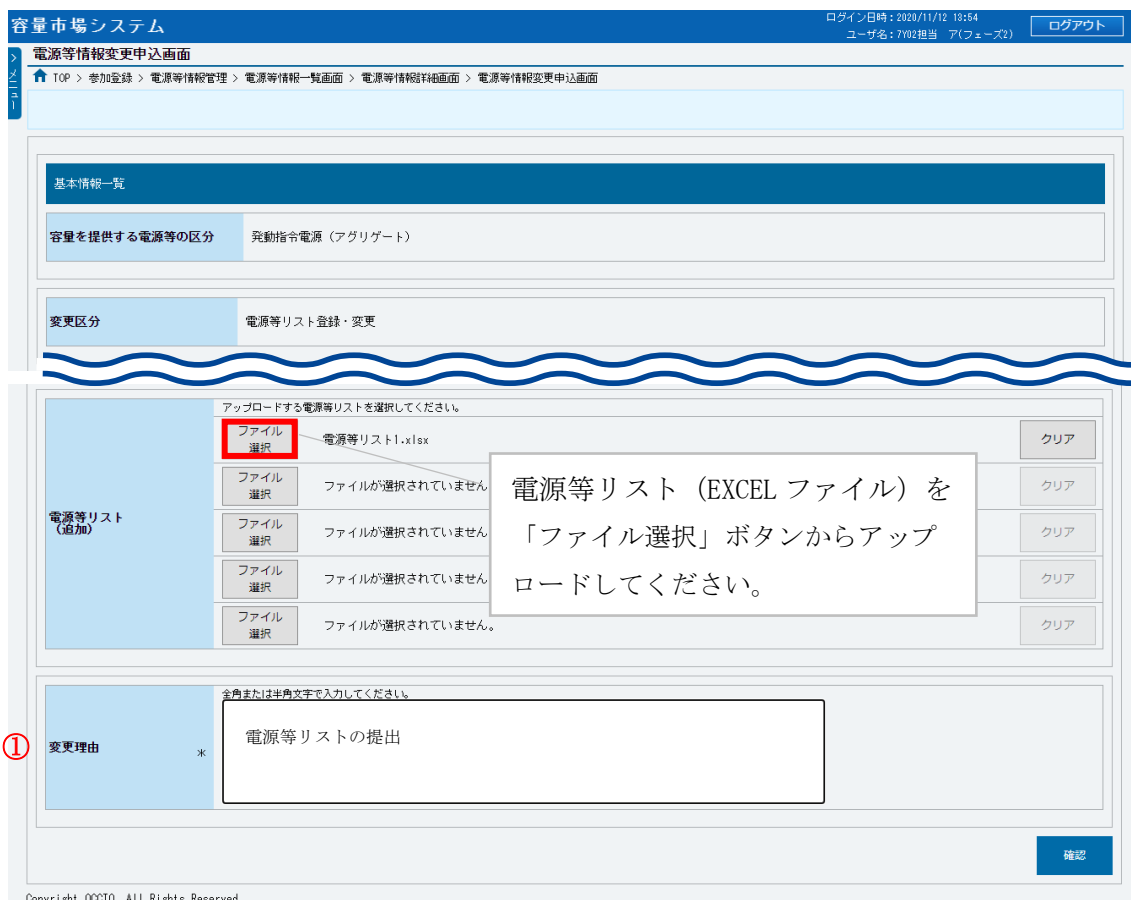 容量市場システム
ログイン日時：2020/11/12 13:54
ユーザ名：7Y02担当　ア(フェーズ2)
ログアウト
＞
メニュー
電源等情報変更申込画面
TOP ＞ 参加登録 ＞ 電源等情報管理 ＞ 電源等情報一覧画面 ＞ 電源等情報詳細画面 ＞ 電源等情報変更申込画面
基本情報一覧
容量を提供する電源等の区分
発動指令電源（アグリゲート）
変更区分
電源等リスト登録・変更
アップロードする電源等リストを選択してください。
電源等リスト
（追加）
ファイル
選択
電源等リスト1.xlsx
クリア
ファイル
選択
ファイルが選択されていません
クリア
ファイル
選択
ファイルが選択されていません
クリア
ファイル
選択
ファイルが選択されていません
クリア
ファイル
選択
ファイルが選択されていません。
クリア
電源等リスト（EXCEL ファイル）を
「ファイル選択」ボタンからアップ
ロードしてください。
全角または半角文字で入力してください。
①
変更理由 ＊
電源等リストの提出
確認
Copyright OCCTO. All Rights Reserved.